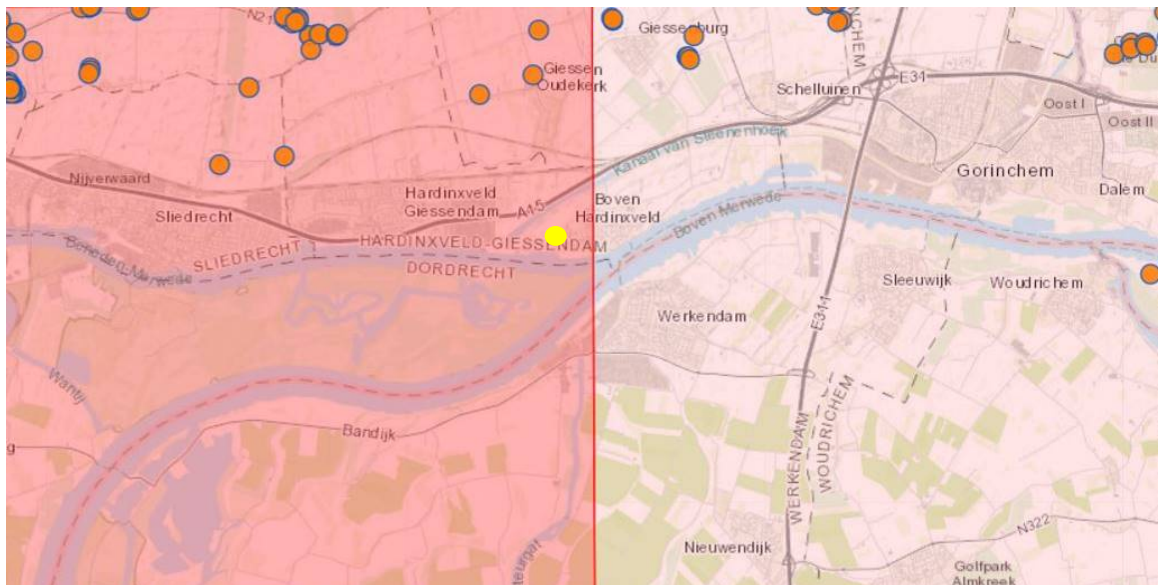 N21
Giessenburg
Giessen
Oudekerk
E31
Schelluinen
Oost I
Oost II
Kanaal van Steenenhoek
Nijverwaard
Gorinchem
Hardinxveld
Giessendam
Dalem
Sliedrecht
A15
Boven
Hardinxveld
Boven Merwede
HARDINXVELD-GIESSENDAM
SLIEDRECHT
Beneden Merwede
DORDRECHT
Sleeuwijk
Woudrichem
Werkendam
E311
Wantij
Bandijk
WERKENDAM
WOUDRICHEM
N322
Nieuwendijk
Golfpark
Almkreek